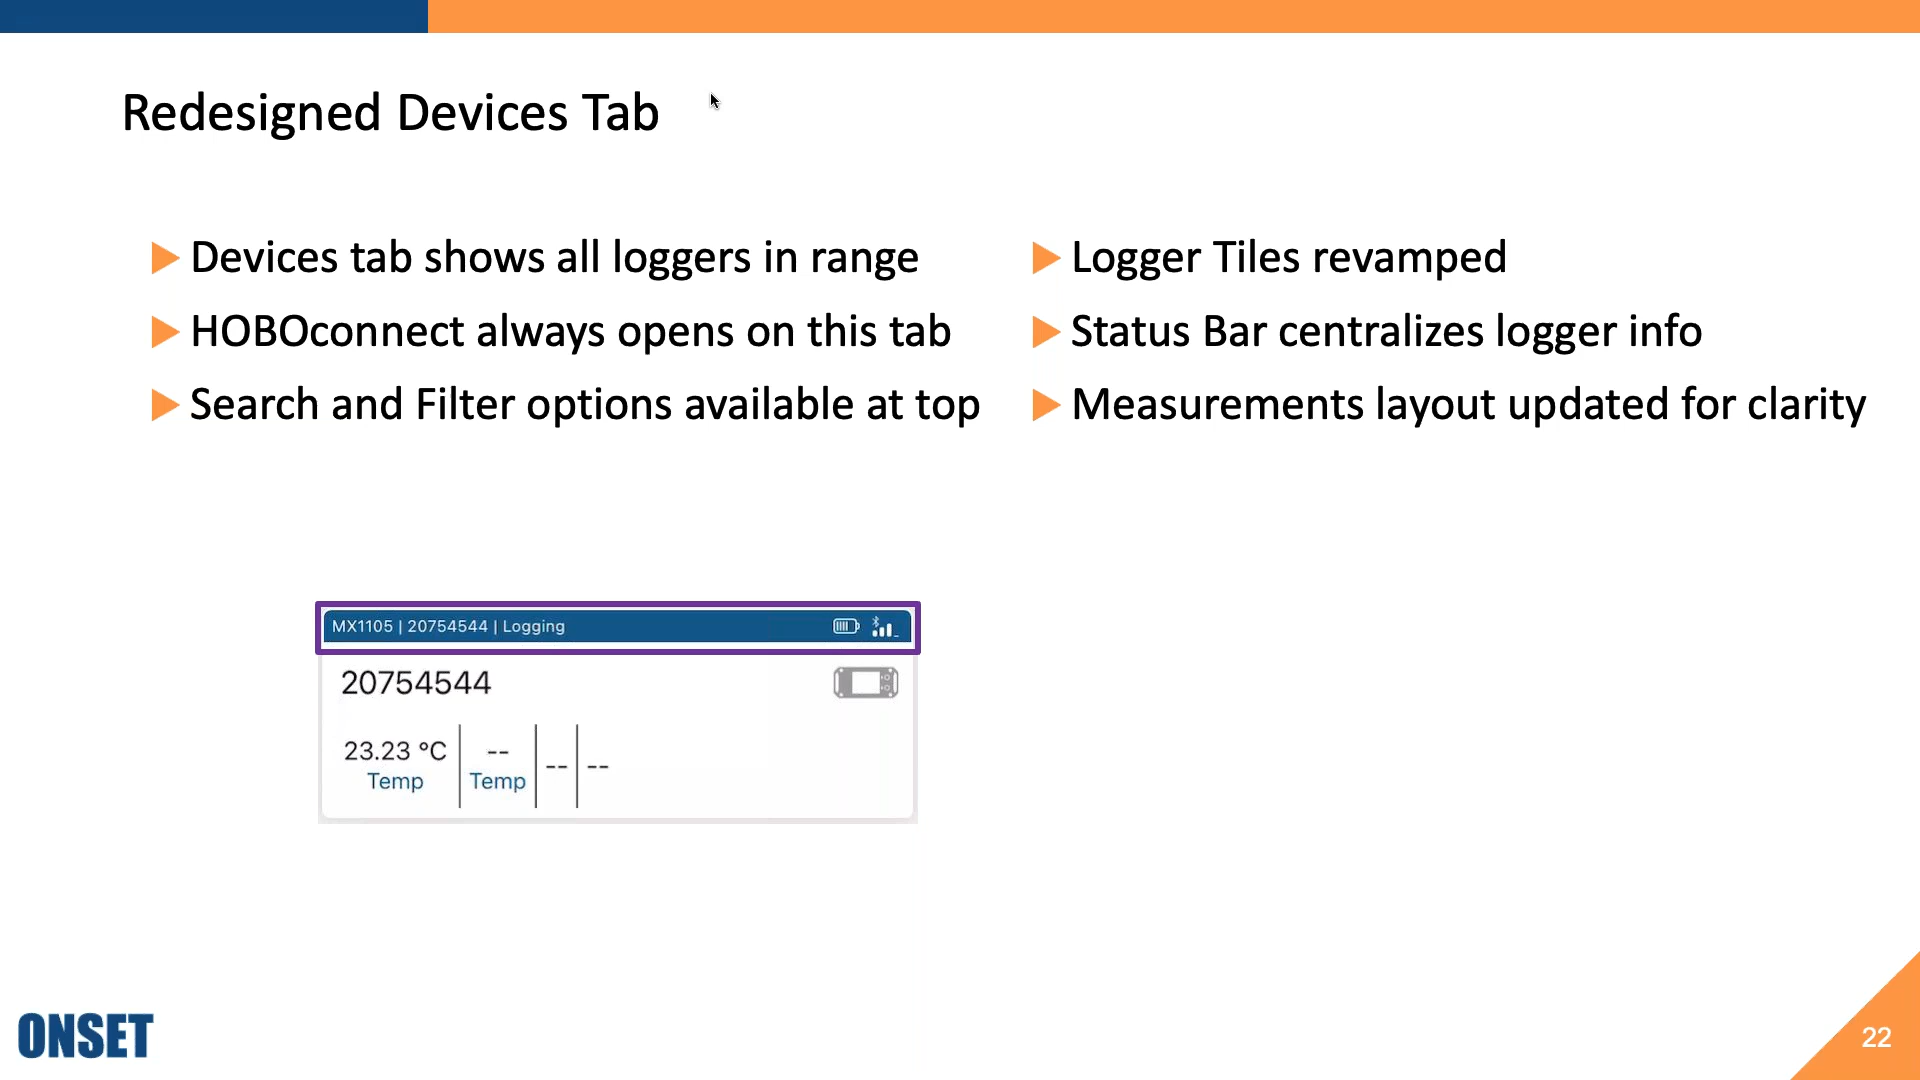 Redesigned Devices Tab
Devices tab shows all loggers in range
HOBOconnect always opens on this tab
Search and Filter options available at top
Logger Tiles revamped
Status Bar centralizes logger info
Measurements layout updated for clarity
MX1105 | 20754544 | Logging
20754544
23.23 °C
Temp
--
Temp
--
--
ONSET
22